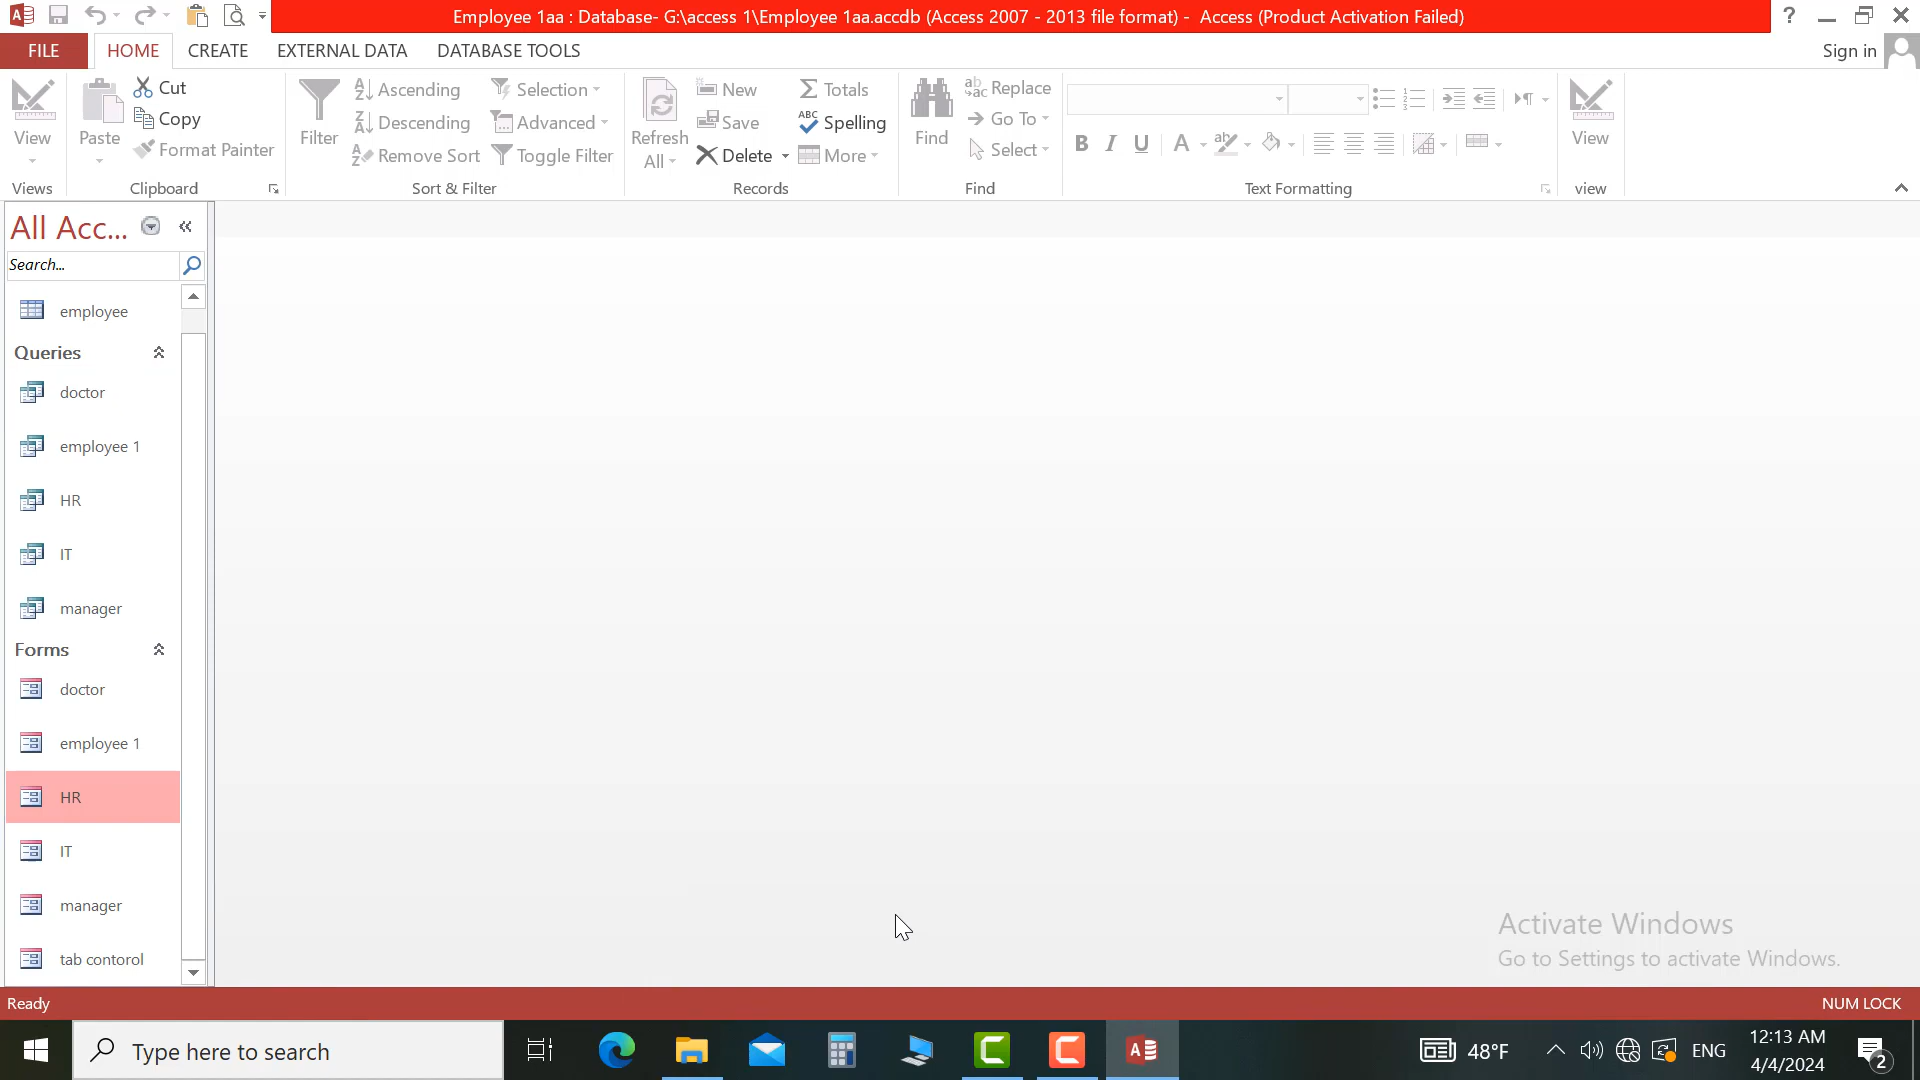 Employee 1aa : Database- G:\access 1\Employee 1aa.accdb (Access 2007 - 2013 file format) - Access (Product Activation Failed)
?
FILE HOME CREATE EXTERNAL DATA DATABASE TOOLS Sign in
View
Views
Paste
Cut
Copy
Format Painter
Clipboard
Filter
Ascending
Descending
Remove Sort
Selection
Advanced
Toggle Filter
Sort & Filter
Refresh
All
New
Save
Delete
Totals
Spelling
More
Records
Find
Replace
Go To
Select
Find
B I U A
Text Formatting
View
view
All Acc...
Search...
employee
Queries
doctor
employee 1
HR
IT
manager
Forms
doctor
employee 1
HR
IT
manager
tab contorol
Activate Windows
Go to Settings to activate Windows.
Ready NUM LOCK
Type here to search
48°F
ENG
12:13 AM
4/4/2024
2